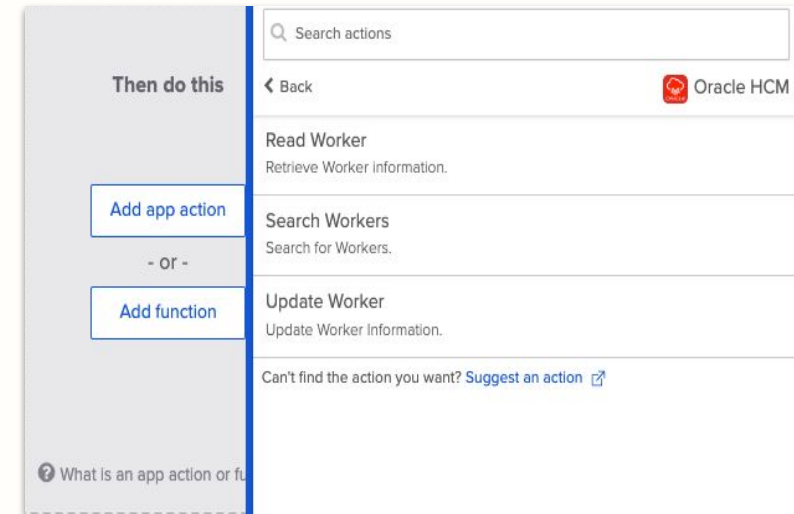 Then do this
Add app action
- or -
Add function
What is an app action or fu
Search actions
Back
Oracle HCM
Read Worker
Retrieve Worker information.
Search Workers
Search for Workers.
Update Worker
Update Worker Information.
Can't find the action you want? Suggest an action